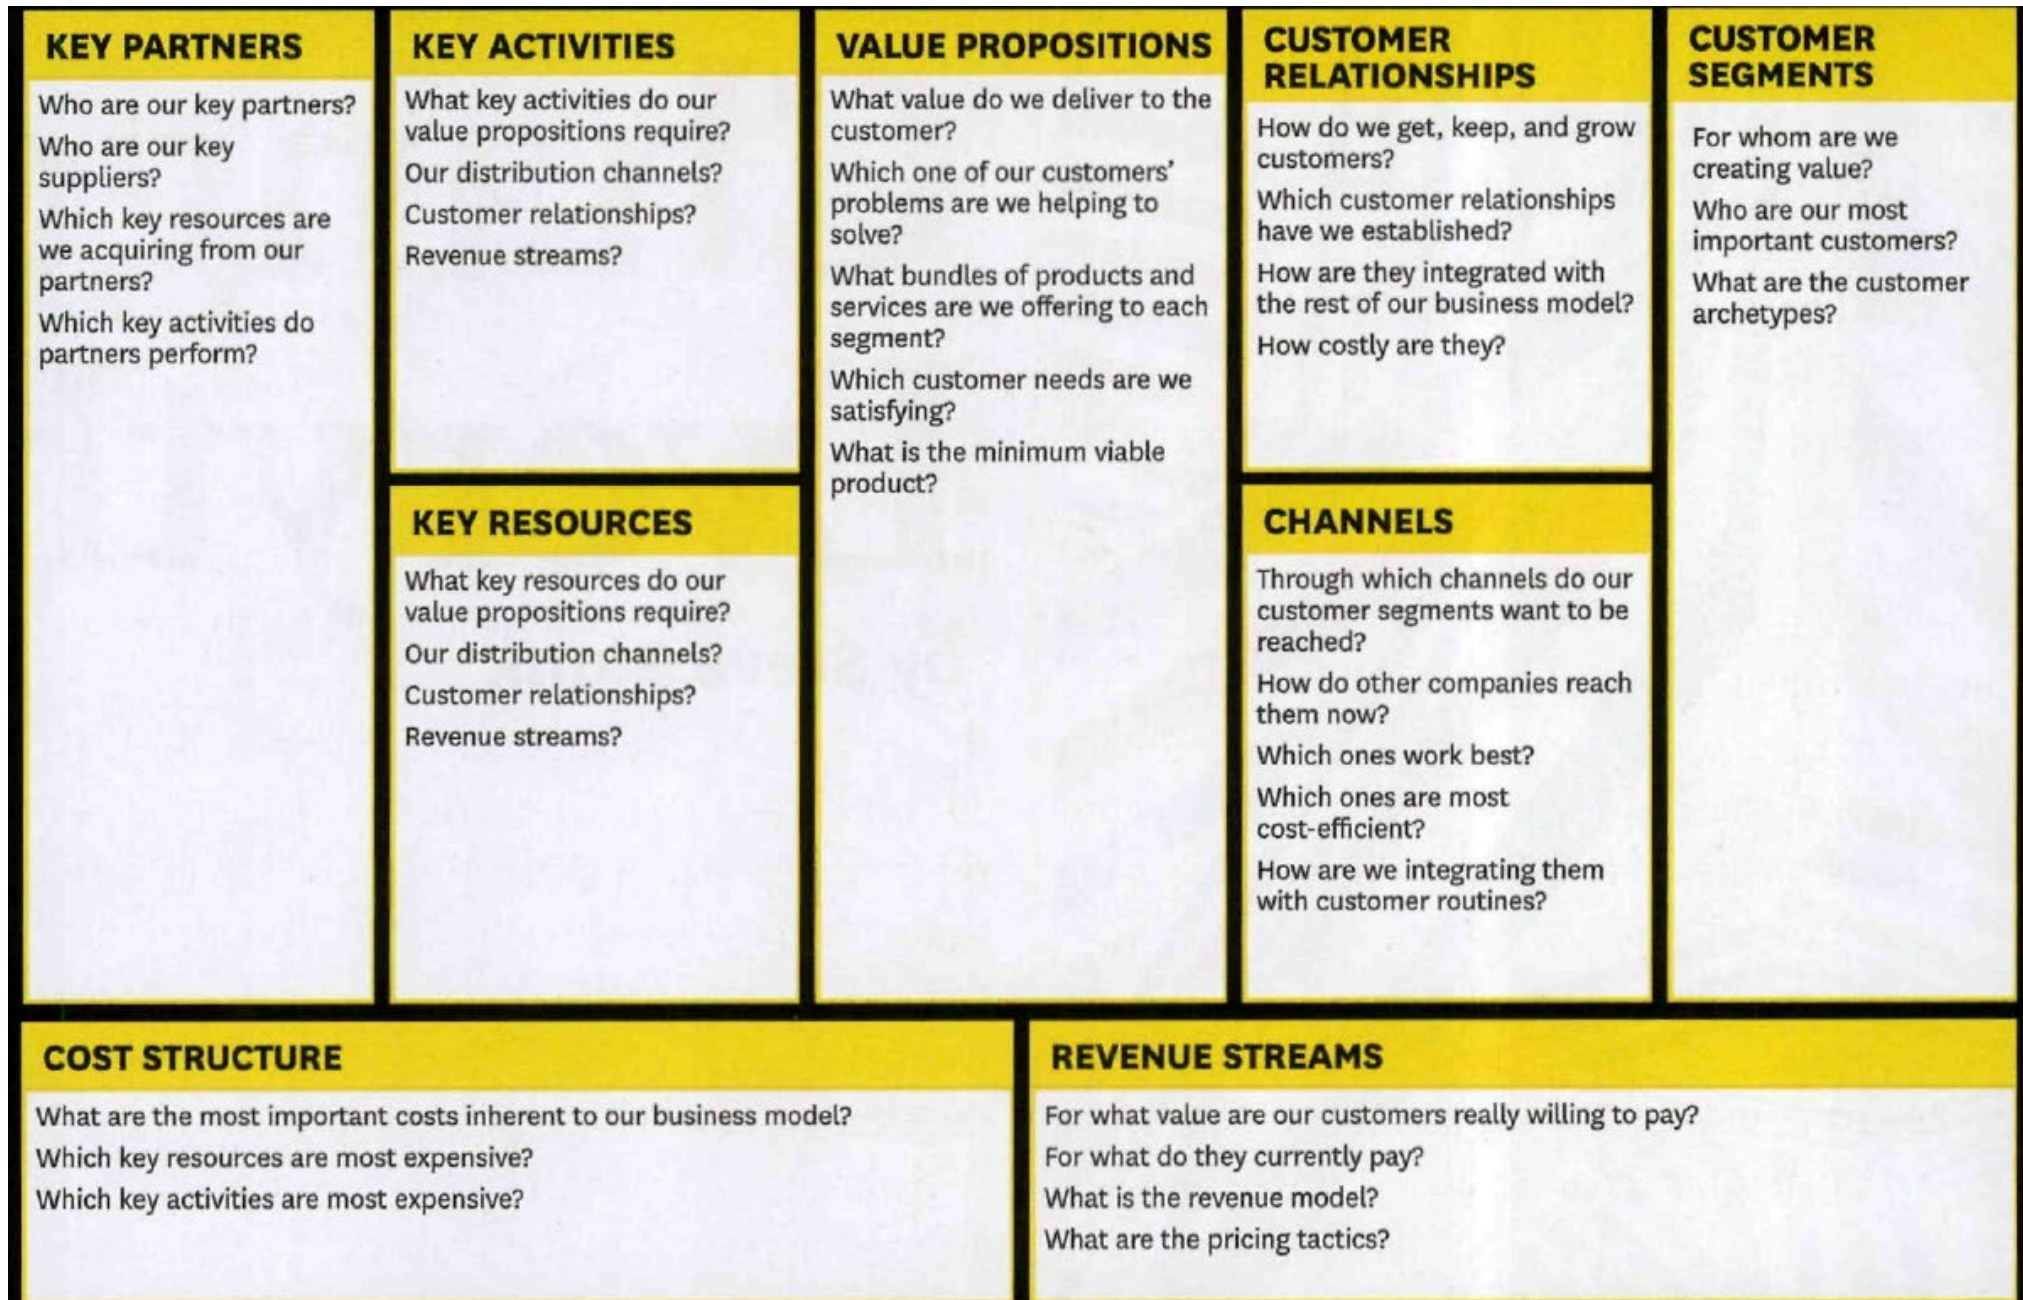 KEY PARTNERS
Who are our key partners?
Who are our key
suppliers?
Which key resources are
we acquiring from our
partners?
Which key activities do
partners perform?
KEY ACTIVITIES
What key activities do our
value propositions require?
Our distribution channels?
Customer relationships?
Revenue streams?
KEY RESOURCES
What key resources do our
value propositions require?
Our distribution channels?
Customer relationships?
Revenue streams?
VALUE PROPOSITIONS
What value do we deliver to the
customer?
Which one of our customers’
problems are we helping to
solve?
What bundles of products and
services are we offering to each
segment?
Which customer needs are we
satisfying?
What is the minimum viable
product?
CUSTOMER
RELATIONSHIPS
How do we get, keep, and grow
customers?
Which customer relationships
have we established?
How are they integrated with
the rest of our business model?
How costly are they?
CHANNELS
Through which channels do our
customer segments want to be
reached?
How do other companies reach
them now?
Which ones work best?
Which ones are most
cost-efficient?
How are we integrating them
with customer routines?
CUSTOMER
SEGMENTS
For whom are we
creating value?
Who are our most
important customers?
What are the customer
archetypes?
COST STRUCTURE
What are the most important costs inherent to our business model?
Which key resources are most expensive?
Which key activities are most expensive?
REVENUE STREAMS
For what value are our customers really willing to pay?
For what do they currently pay?
What is the revenue model?
What are the pricing tactics?